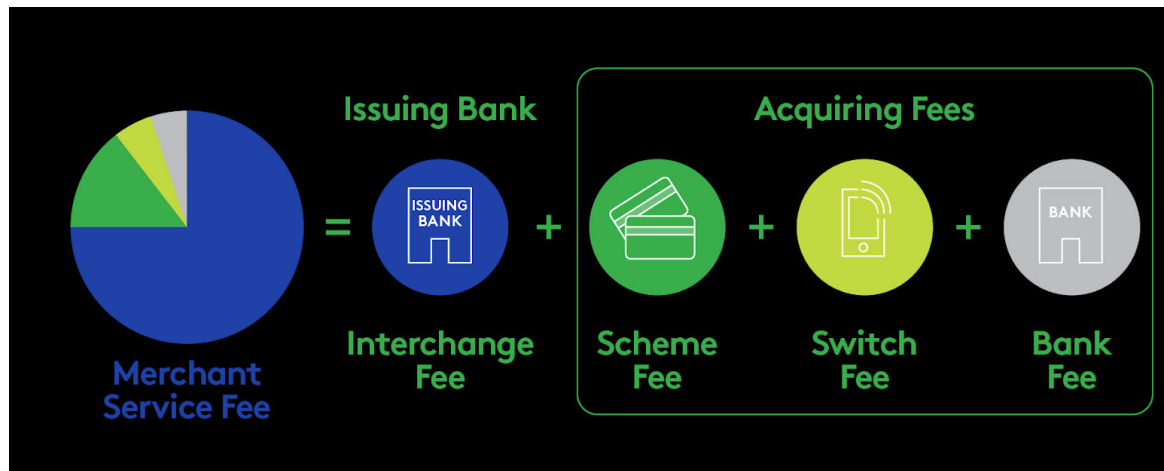 Issuing Bank
Acquiring Fees
ISSUING
BANK
BANK
=
+
+
+
Merchant
Service Fee
Interchange
Fee
Scheme
Fee
Switch
Fee
Bank
Fee